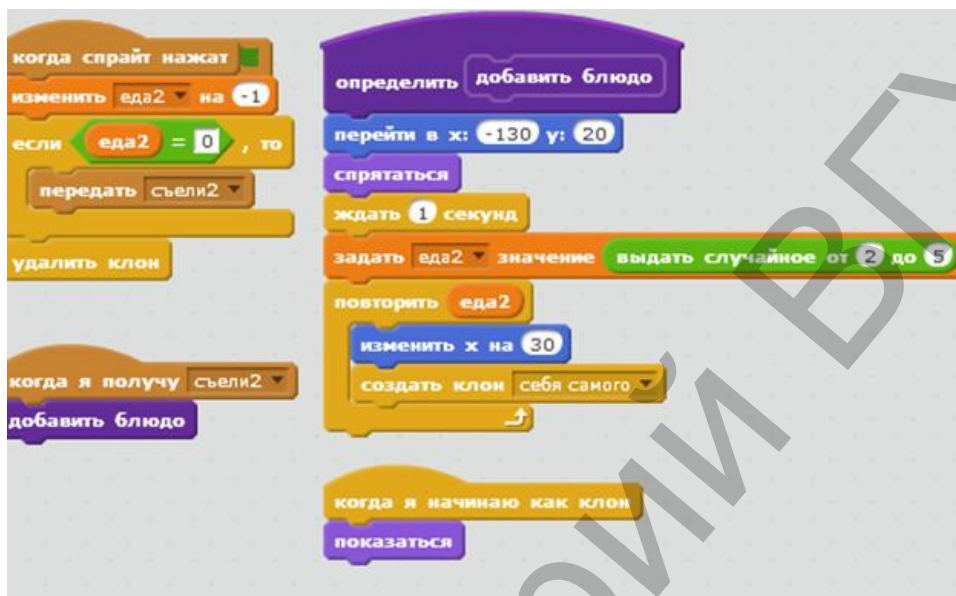 когда спрайт нажат
изменить еда2 на -1
если еда2 = 0 , то
передать съели2
удалить клон
когда я получу съели2
добавить блюдо
определить добавить блюдо
перейти в x: -130 y: 20
спрятаться
ждать 1 секунд
задать еда2 значение выдать случайное от 2 до 5
повторить еда2
изменить x на 30
создать клон себя самого
когда я начинаю как клон
показаться